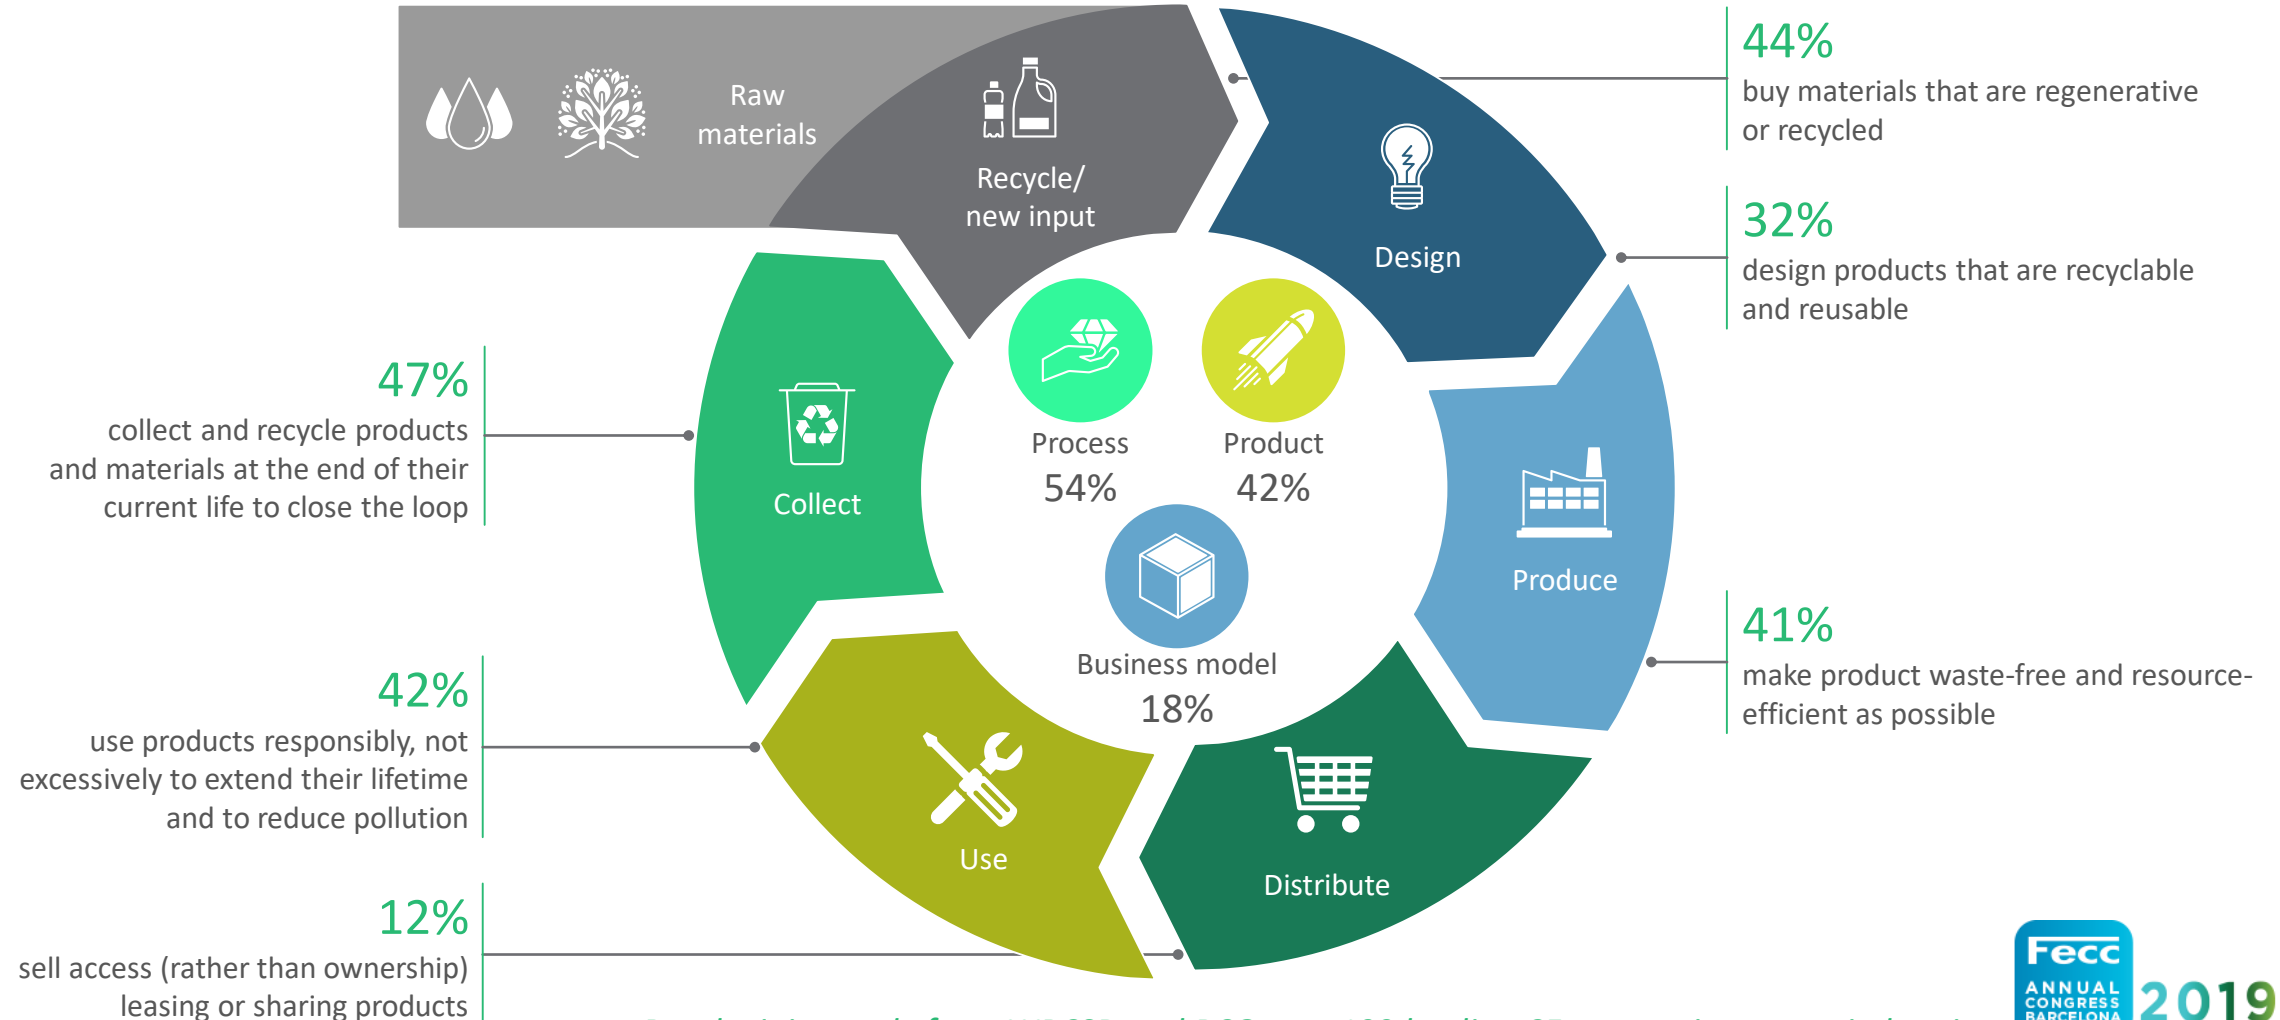 Raw
materials
Recycle/
new input
Design
Produce
Distribute
Use
Collect
Process
54%
Product
42%
Business model
18%
44%
buy materials that are regenerative
or recycled
32%
design products that are recyclable
and reusable
41%
make product waste-free and resource-
efficient as possible
47%
collect and recycle products
and materials at the end of their
current life to close the loop
42%
use products responsibly, not
excessively to extend their lifetime
and to reduce pollution
12%
sell access (rather than ownership)
leasing or sharing products
Fecc
ANNUAL
CONGRESS
BARCELONA
2019